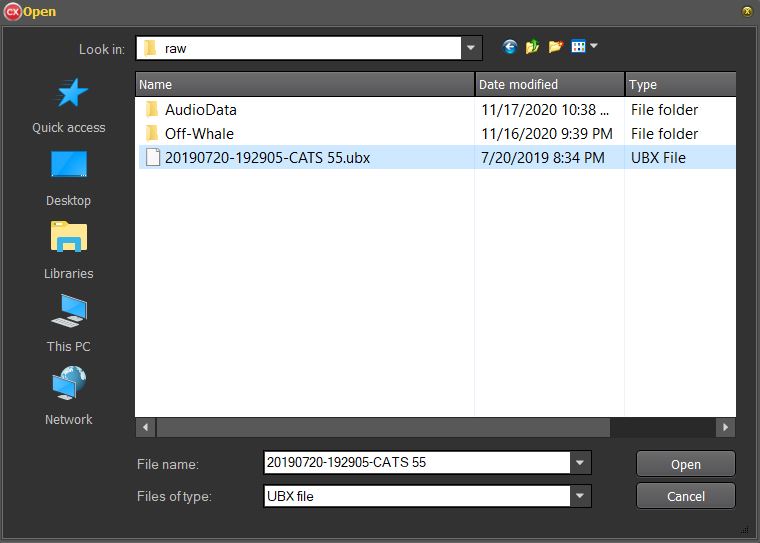 CX Open
Look in: raw
Name Date modified Type
AudioData 11/17/2020 10:38 ... File folder
Off-Whale 11/16/2020 9:39 PM File folder
20190720-192905-CATS 55.ubx 7/20/2019 8:34 PM UBX File
Quick access
Desktop
Libraries
This PC
Network
File name: 20190720-192905-CATS 55 Open
Files of type: UBX file Cancel